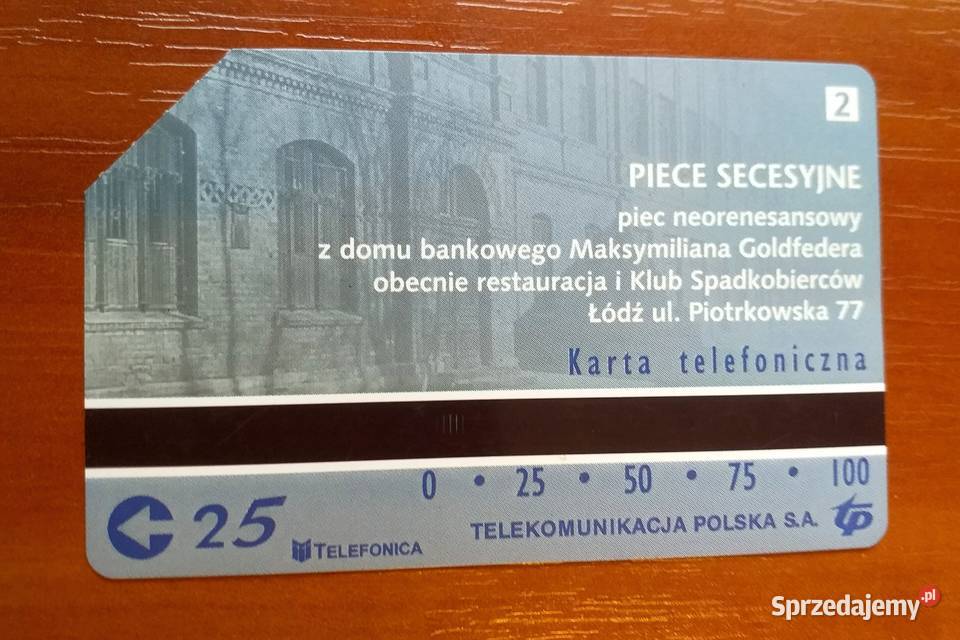 2
PIECE SECESYJNE
piec neorenesansowy
z domu bankowego Maksymiliana Goldfedera
obecnie restauracja i Klub Spadkobierców
Łódź ul. Piotrkowska 77
Karta telefoniczna
0 • 25 • 50 • 75 • 100
25
TELEFONICA
TELEKOMUNIKACJA POLSKA S.A.
tp
Sprzedajemy.pl